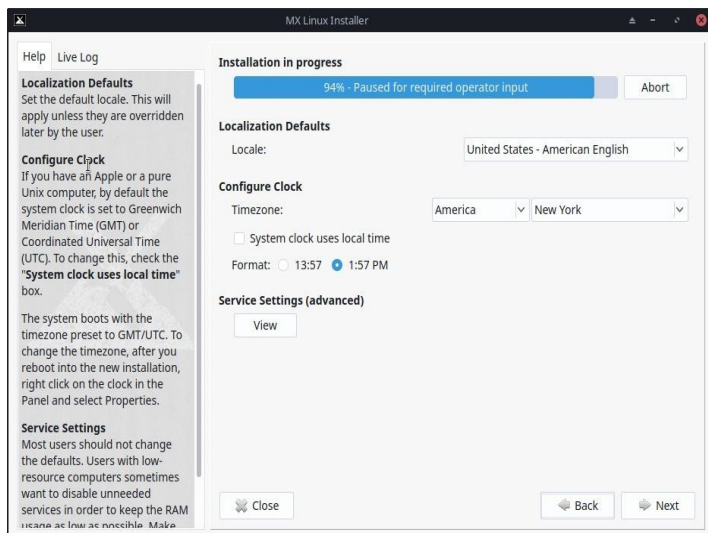 MX Linux Installer
Help
Live Log
Localization Defaults
Set the default locale. This will
apply unless they are overridden
later by the user.
Configure Clock
If you have an Apple or a pure
Unix computer, by default the
system clock is set to Greenwich
Meridian Time (GMT) or
Coordinated Universal Time
(UTC). To change this, check the
"System clock uses local time"
box.
The system boots with the
timezone preset to GMT/UTC. To
change the timezone, after you
reboot into the new installation,
right click on the clock in the
Panel and select Properties.
Service Settings
Most users should not change
the defaults. Users with low-
resource computers sometimes
want to disable unneeded
services in order to keep the RAM
usage as low as possible. Make
Installation in progress
94% - Paused for required operator input
Abort
Localization Defaults
Locale: United States - American English
Configure Clock
Timezone: America New York
System clock uses local time
Format: 13:57 1:57 PM
Service Settings (advanced)
View
Close
Back
Next